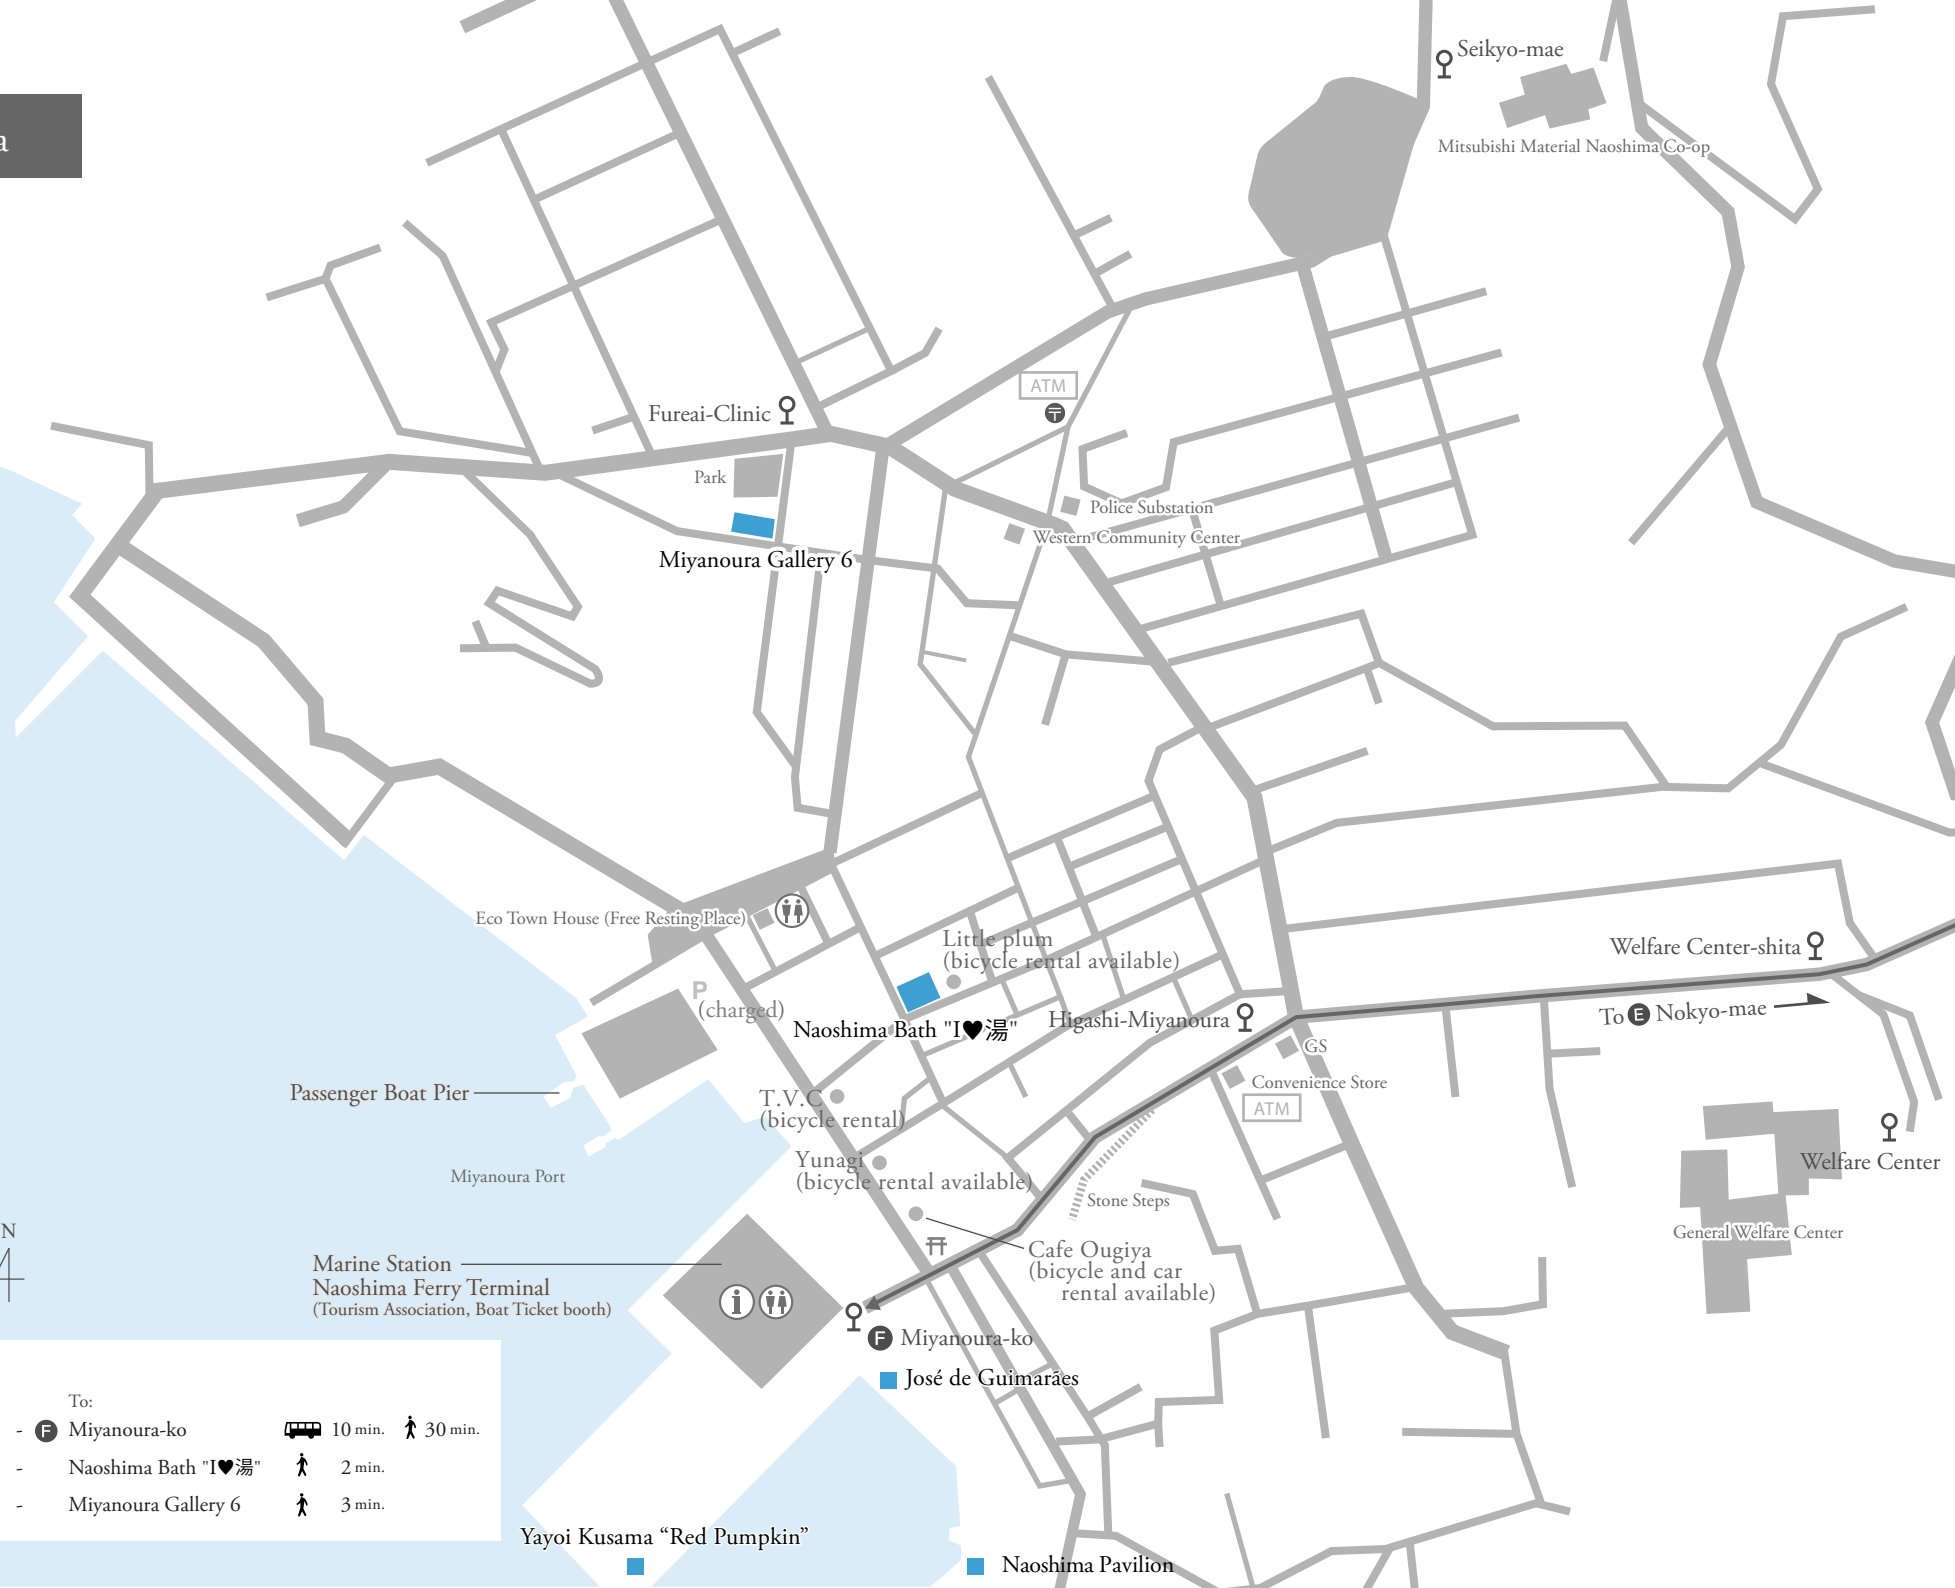 Seikyo-mae
a
Mitsubishi Material Naoshima Co-op
ATM
〒
Fureai-Clinic
Park
Police Substation
Western Community Center
Miyanoura Gallery 6
Eco Town House (Free Resting Place)
Little plum
(bicycle rental available)
Welfare Center-shita
P
(charged)
Naoshima Bath "I♥湯"
Higashi-Miyanoura
To E Nokyo-mae
GS
Convenience Store
ATM
Passenger Boat Pier
T.V.C
(bicycle rental)
Yunagi
(bicycle rental available)
Welfare Center
Miyanoura Port
Stone Steps
General Welfare Center
N
Cafe Ougiya
(bicycle and car
rental available)
Marine Station
Naoshima Ferry Terminal
(Tourism Association, Boat Ticket booth)
i
F Miyanoura-ko
José de Guimarães
To:
- F Miyanoura-ko 10 min. 30 min.
- Naoshima Bath "I♥湯" 2 min.
- Miyanoura Gallery 6 3 min.
Yayoi Kusama “Red Pumpkin”
Naoshima Pavilion